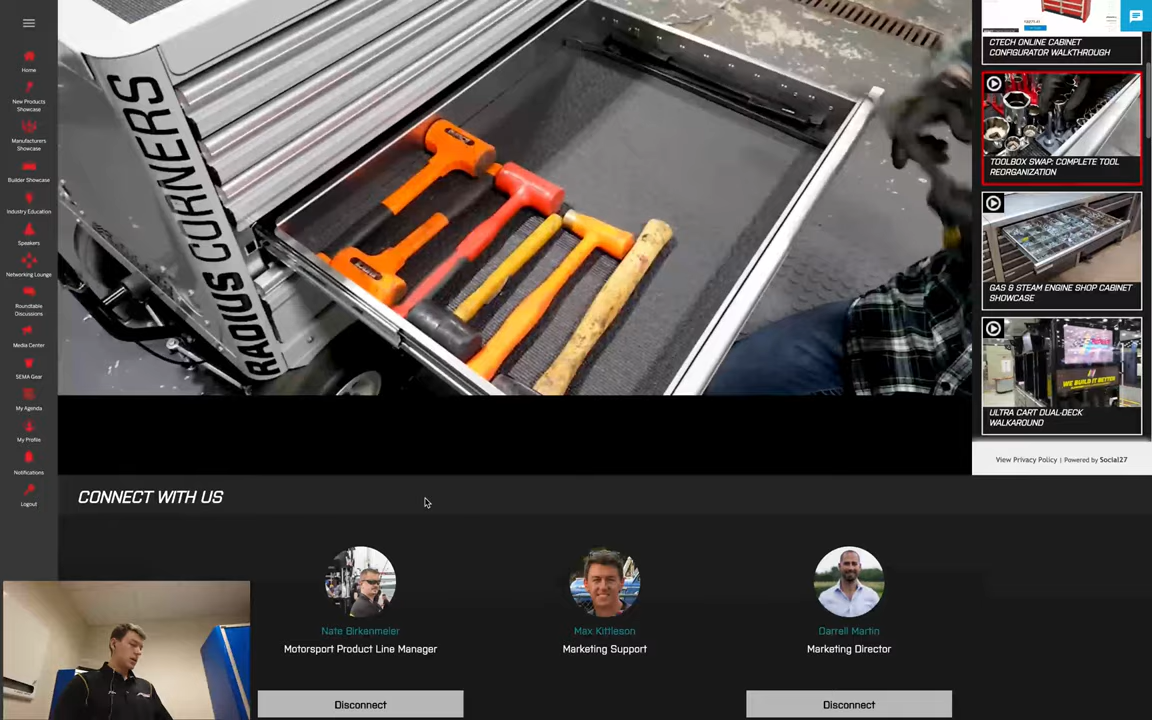 Home
New Products
Showcase
Manufacturers
Showcase
Builder Showcase
Industry Education
Speakers
Networking Lounge
Roundtable
Discussions
Media Center
SEMA Gear
My Agenda
My Profile
Notifications
Logout
RADIUS CORNERS
CTECH ONLINE CABINET
CONFIGURATOR WALKTHROUGH
TOOLBOX SWAP: COMPLETE TOOL
REORGANIZATION
GAS & STEAM ENGINE SHOP CABINET
SHOWCASE
WE BUILD IT BETTER
ULTRA CART DUAL-DECK
WALKAROUND
View Privacy Policy | Powered by Social27
CONNECT WITH US
Nate Birkenmeier
Motorsport Product Line Manager
Disconnect
Max Kittleson
Marketing Support
Darrell Martin
Marketing Director
Disconnect